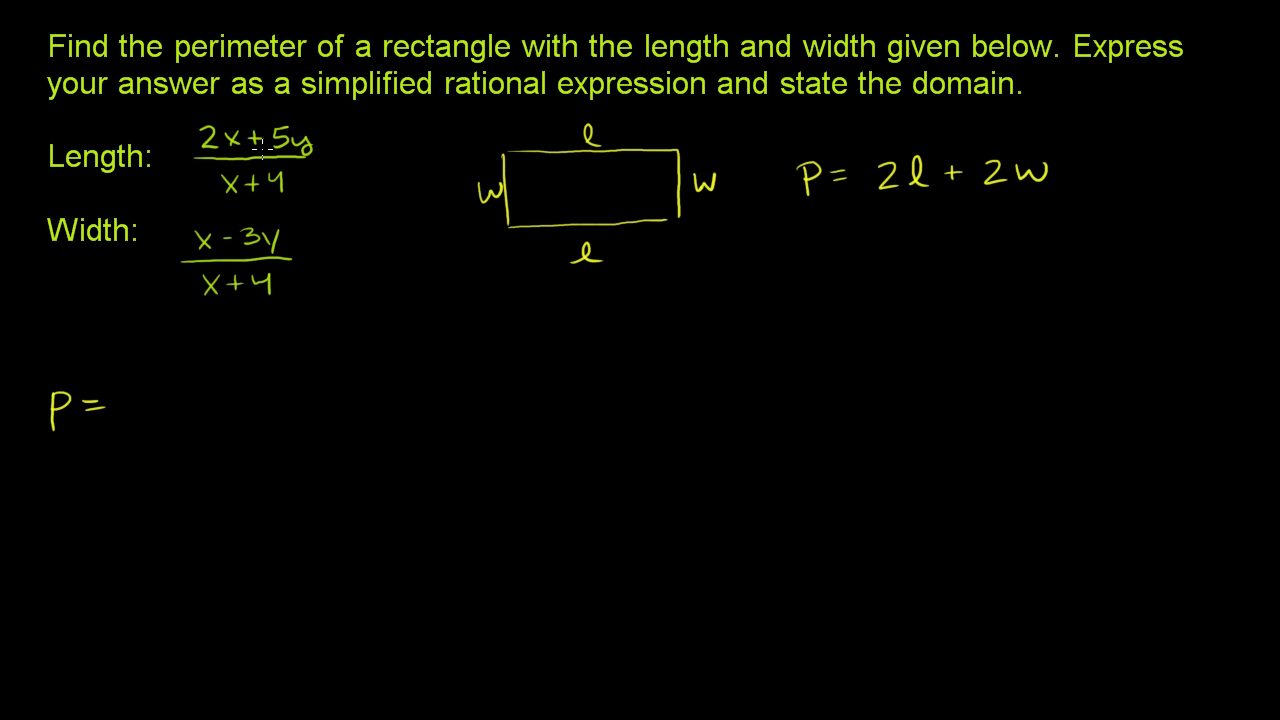 Find the perimeter of a rectangle with the length and width given below. Express
your answer as a simplified rational expression and state the domain.
Length: 2x+5y
x+4
Width: x-3y
x+4
l
w
w
l
P= 2l + 2w
P=